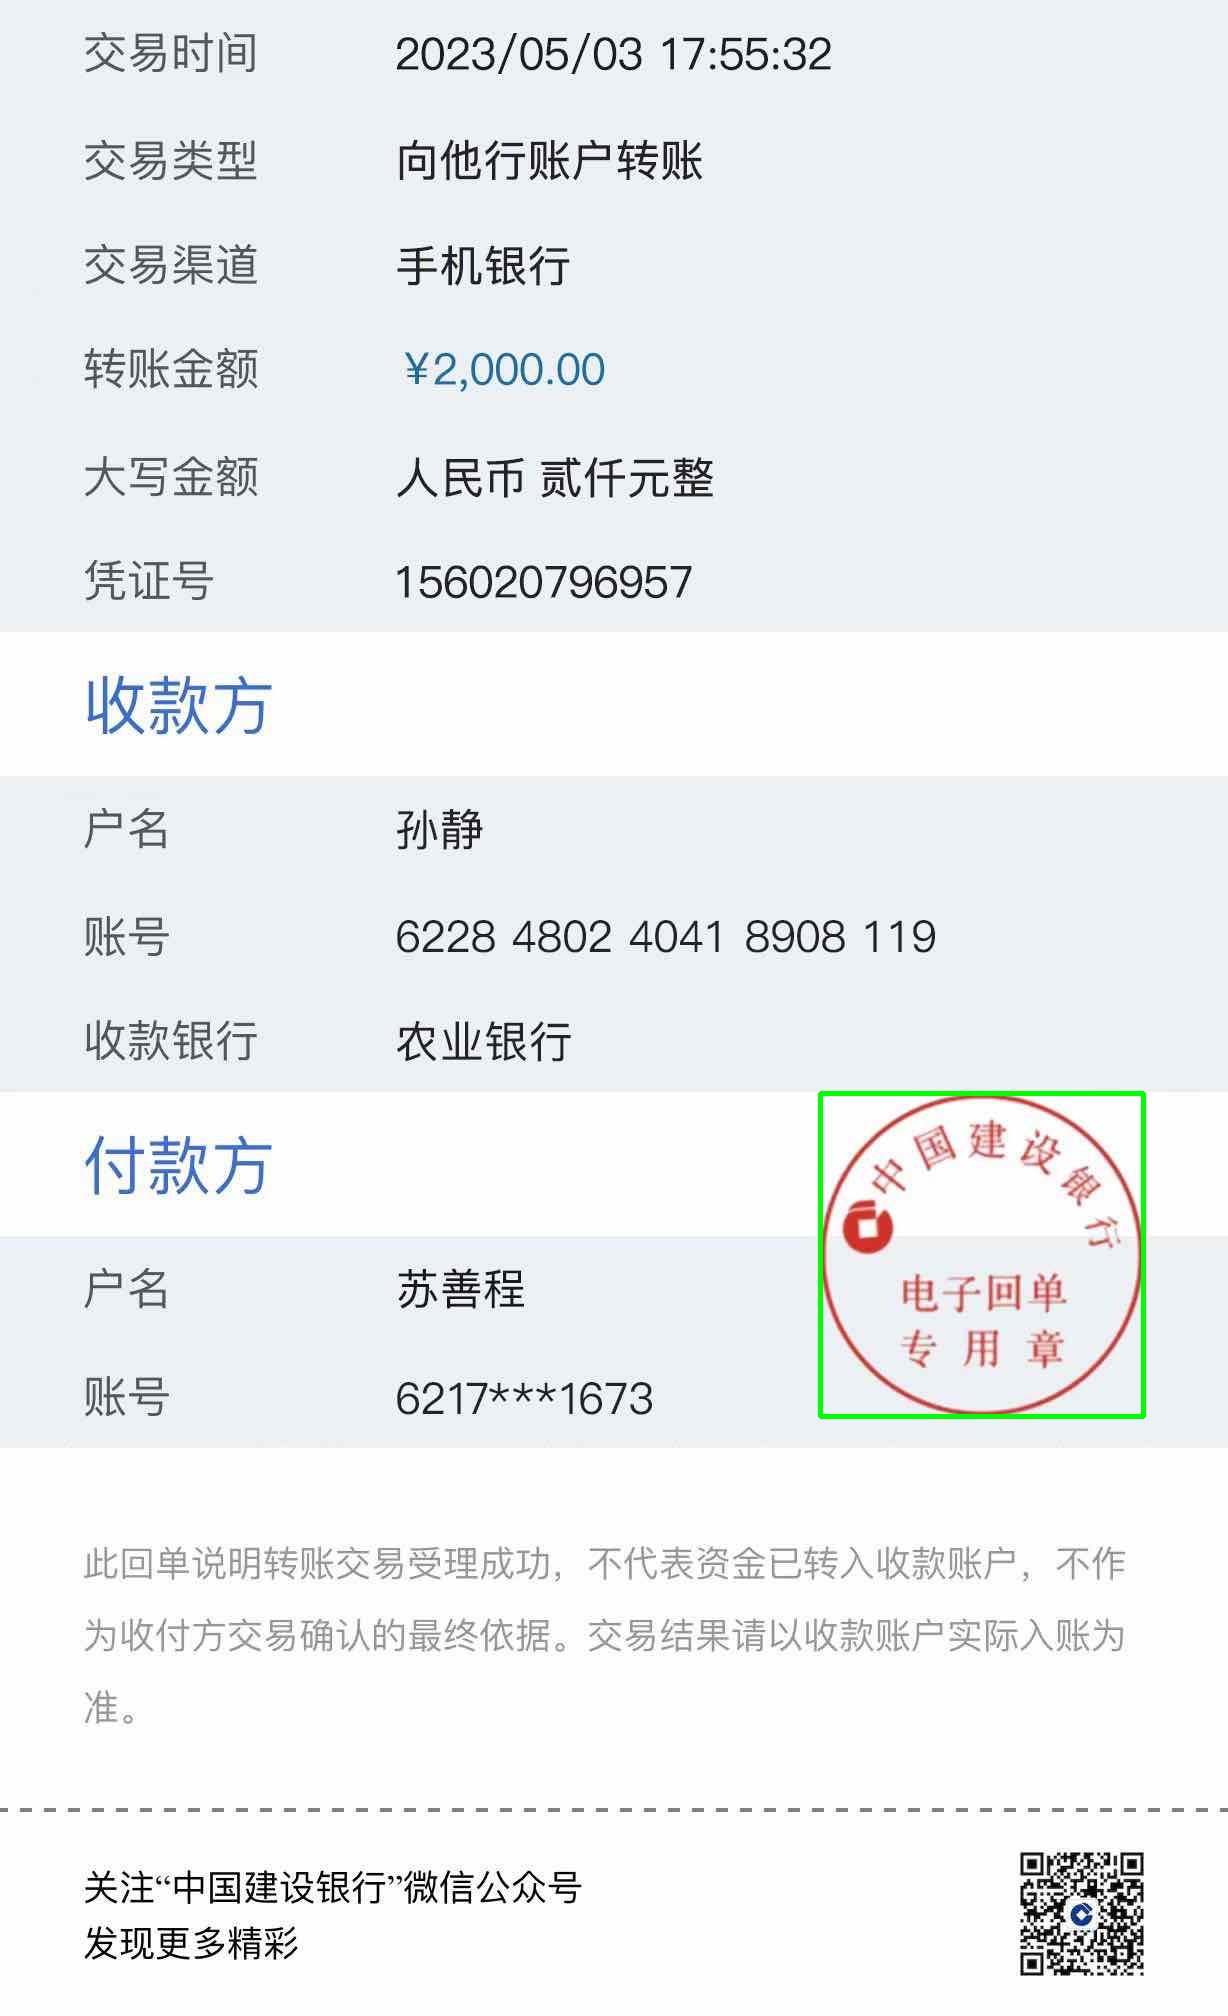 交易时间 2023/05/03 17:55:32
交易类型 向他行账户转账
交易渠道 手机银行
转账金额 ¥2,000.00
大写金额 人民币 贰仟元整
凭证号 156020796957
收款方
户名 孙静
账号 6228 4802 4041 8908 119
收款银行 农业银行
付款方
中国建设银行
电子回单
专用章
户名 苏善程
账号 6217***1673
此回单说明转账交易受理成功，不代表资金已转入收款账户，不作
为收付方交易确认的最终依据。交易结果请以收款账户实际入账为
准。
关注“中国建设银行”微信公众号
发现更多精彩